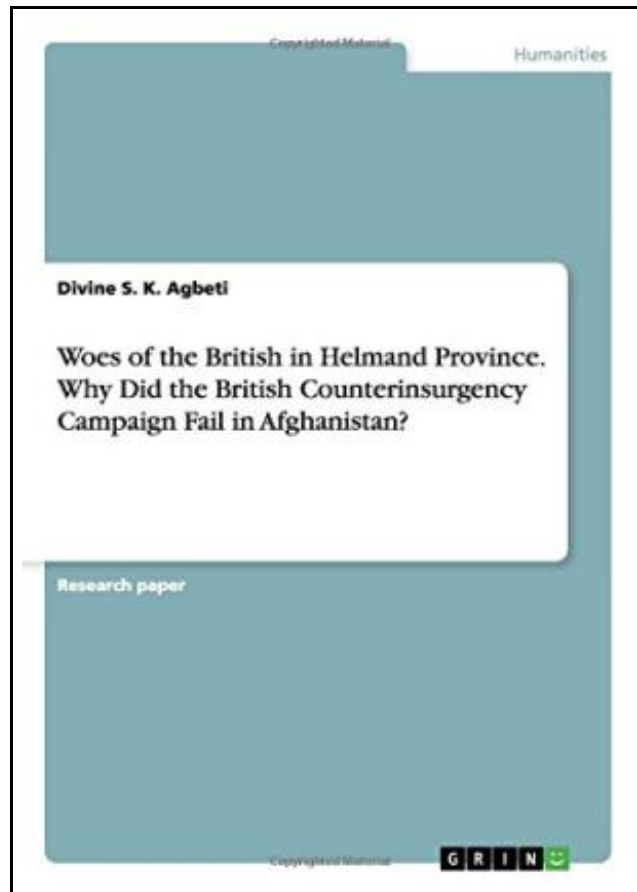 Copyrighted Material
Humanities
Divine S. K. Agbeti
Woes of the British in Helmand Province.
Why Did the British Counterinsurgency
Campaign Fail in Afghanistan?
Research paper
Copyrighted Material
GRIN